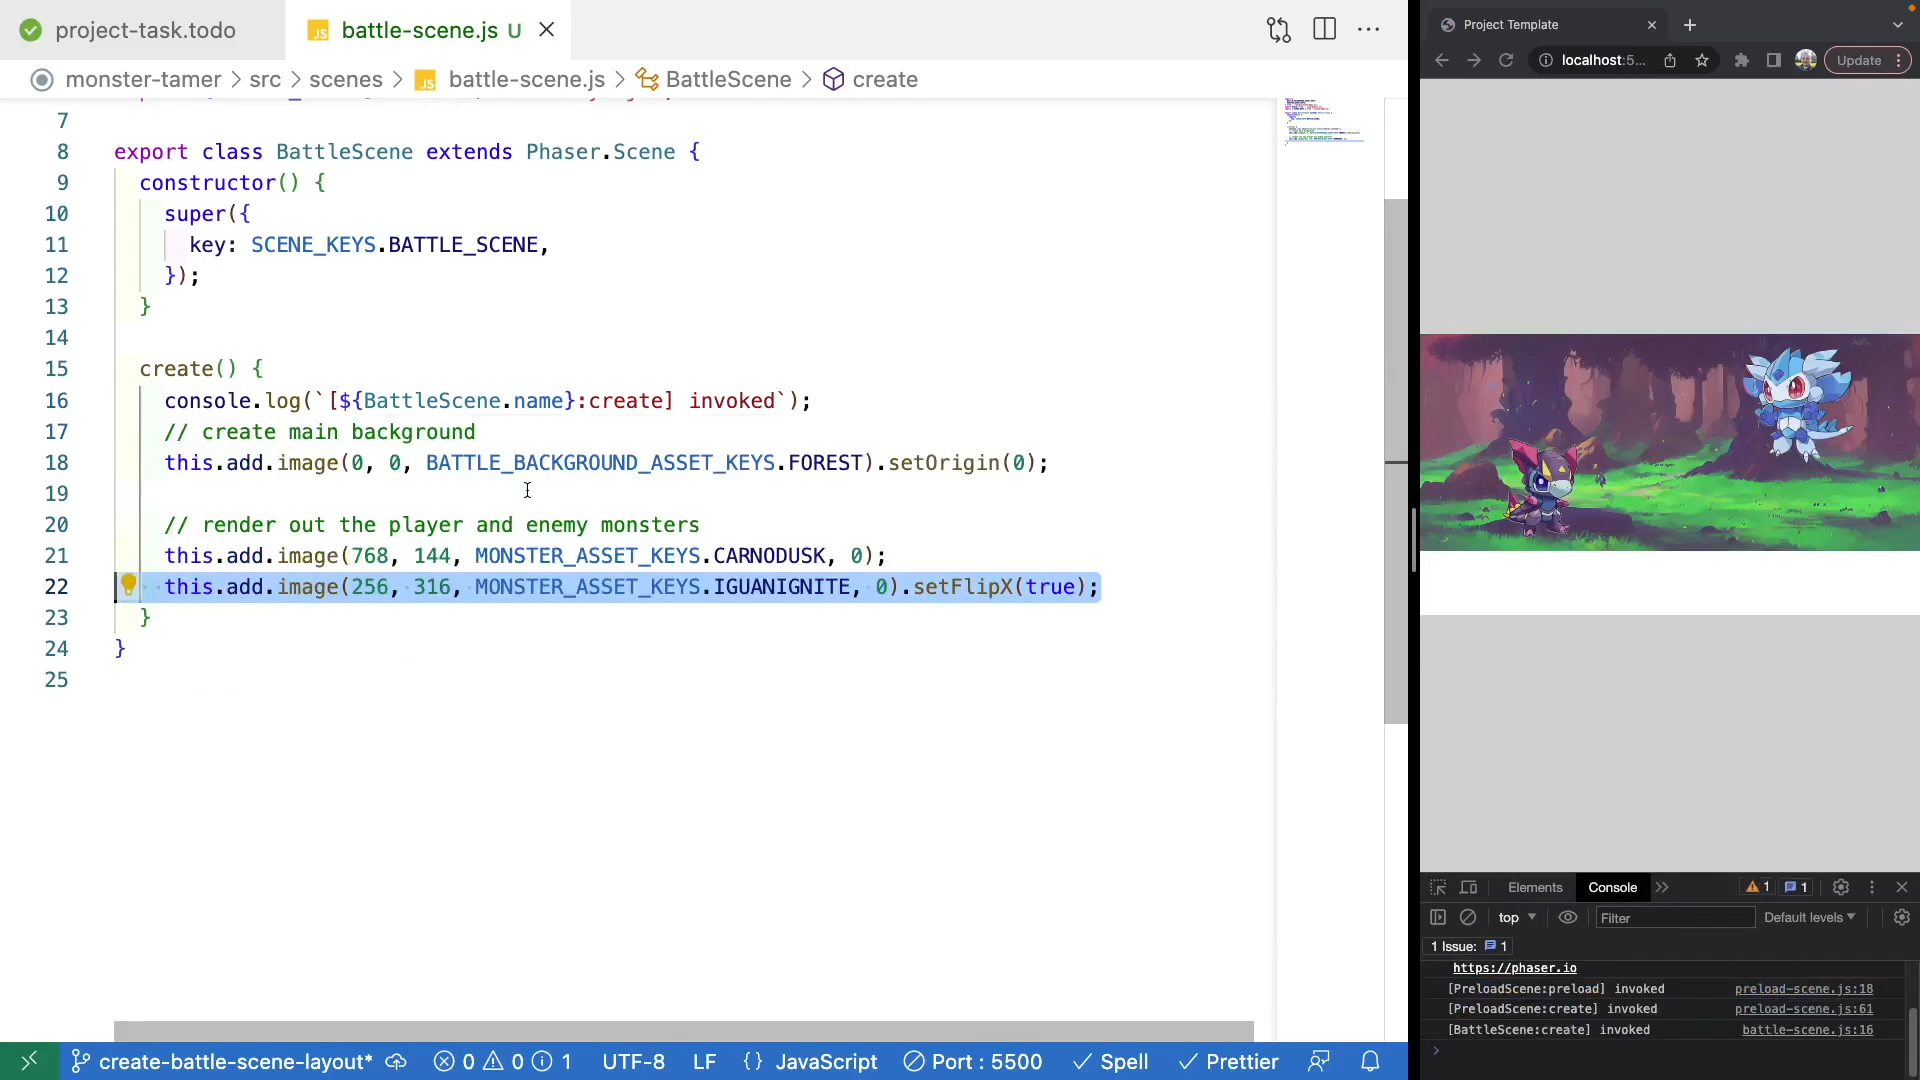 project-task.todo
battle-scene.js U
monster-tamer > src > scenes > battle-scene.js > BattleScene > create
7
8 export class BattleScene extends Phaser.Scene {
9 constructor() {
10 super({
11 key: SCENE_KEYS.BATTLE_SCENE,
12 });
13 }
14
15 create() {
16 console.log(`[${BattleScene.name}:create] invoked`);
17 // create main background
18 this.add.image(0, 0, BATTLE_BACKGROUND_ASSET_KEYS.FOREST).setOrigin(0);
19
20 // render out the player and enemy monsters
21 this.add.image(768, 144, MONSTER_ASSET_KEYS.CARNODUSK, 0);
22 this.add.image(256, 316, MONSTER_ASSET_KEYS.IGUANIGNITE, 0).setFlipX(true);
23 }
24 }
25
create-battle-scene-layout* 0 0 1 UTF-8 LF {} JavaScript Port : 5500 Spell Prettier
Project Template
localhost:5... Update
Elements Console 1 1
top Filter Default levels
1 Issue: 1
https://phaser.io
[PreloadScene:preload] invoked preload-scene.js:18
[PreloadScene:create] invoked preload-scene.js:61
[BattleScene:create] invoked battle-scene.js:16